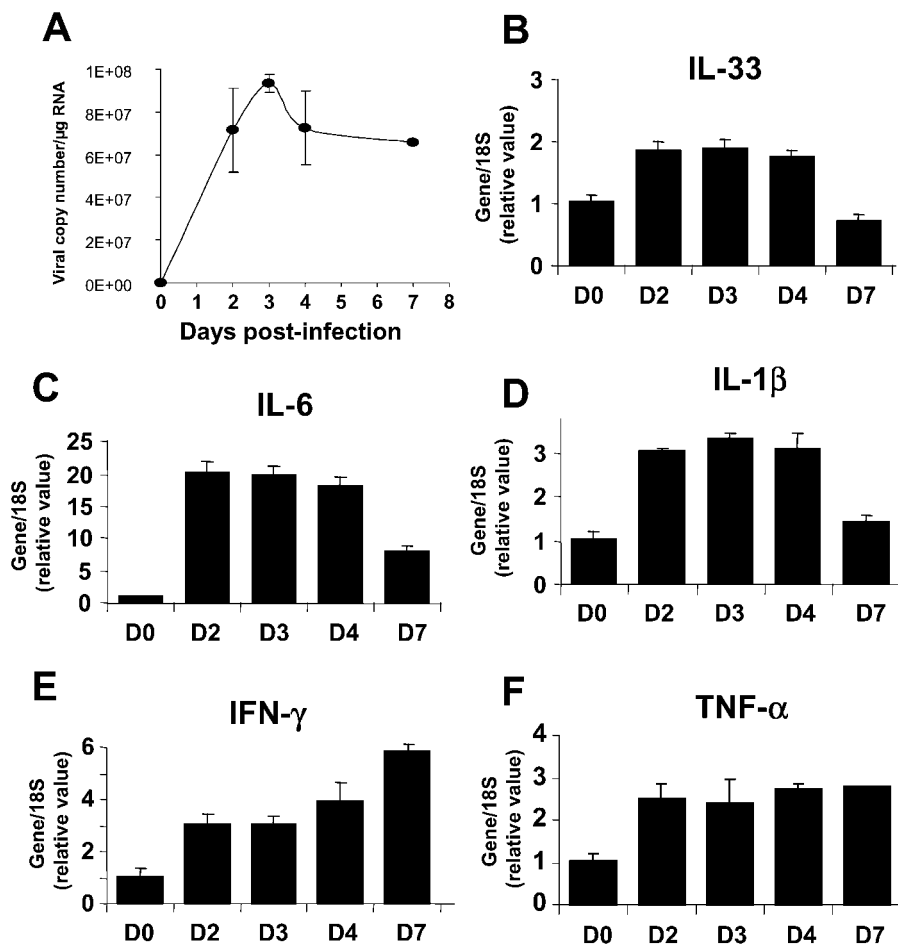 A
Viral copy number/µg RNA
1E+08
8E+07
6E+07
4E+07
2E+07
0E+00
0 1 2 3 4 5 6 7 8
Days post-infection
B
IL-33
Gene/18S
(relative value)
3
2
1
0
D0 D2 D3 D4 D7
C
IL-6
Gene/18S
(relative value)
25
20
15
10
5
0
D0 D2 D3 D4 D7
D
IL-1β
Gene/18S
(relative value)
3
2
1
0
D0 D2 D3 D4 D7
E
IFN-γ
Gene/18S
(relative value)
6
4
2
0
D0 D2 D3 D4 D7
F
TNF-α
Gene/18S
(relative value)
4
3
2
1
0
D0 D2 D3 D4 D7